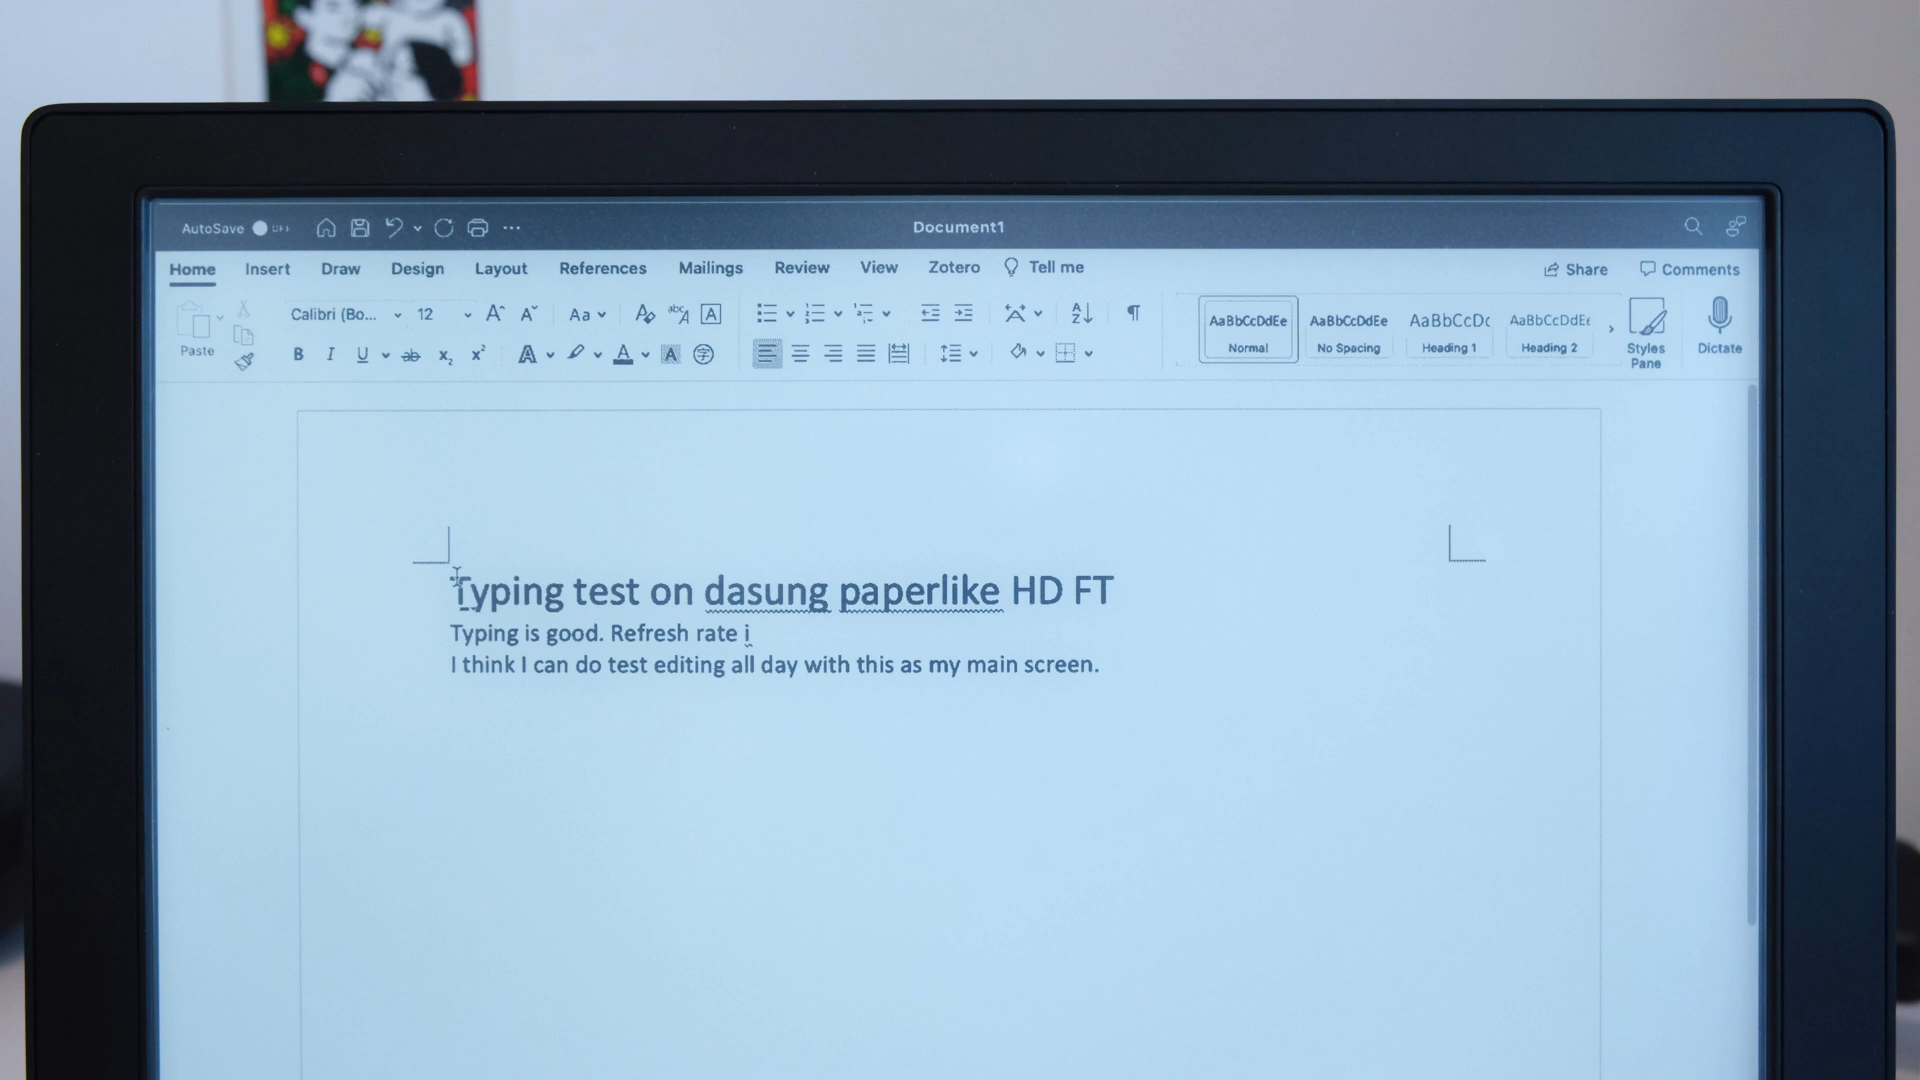 AutoSave OFF
Document1
Home Insert Draw Design Layout References Mailings Review View Zotero Tell me Share Comments
Paste
Calibri (Bo... 12 Aa
AaBbCcDdEe AaBbCcDdEe AaBbCcDc AaBbCcDdEe
Normal No Spacing Heading 1 Heading 2 Styles Pane Dictate
Typing test on dasung paperlike HD FT
Typing is good. Refresh rate i
I think I can do test editing all day with this as my main screen.